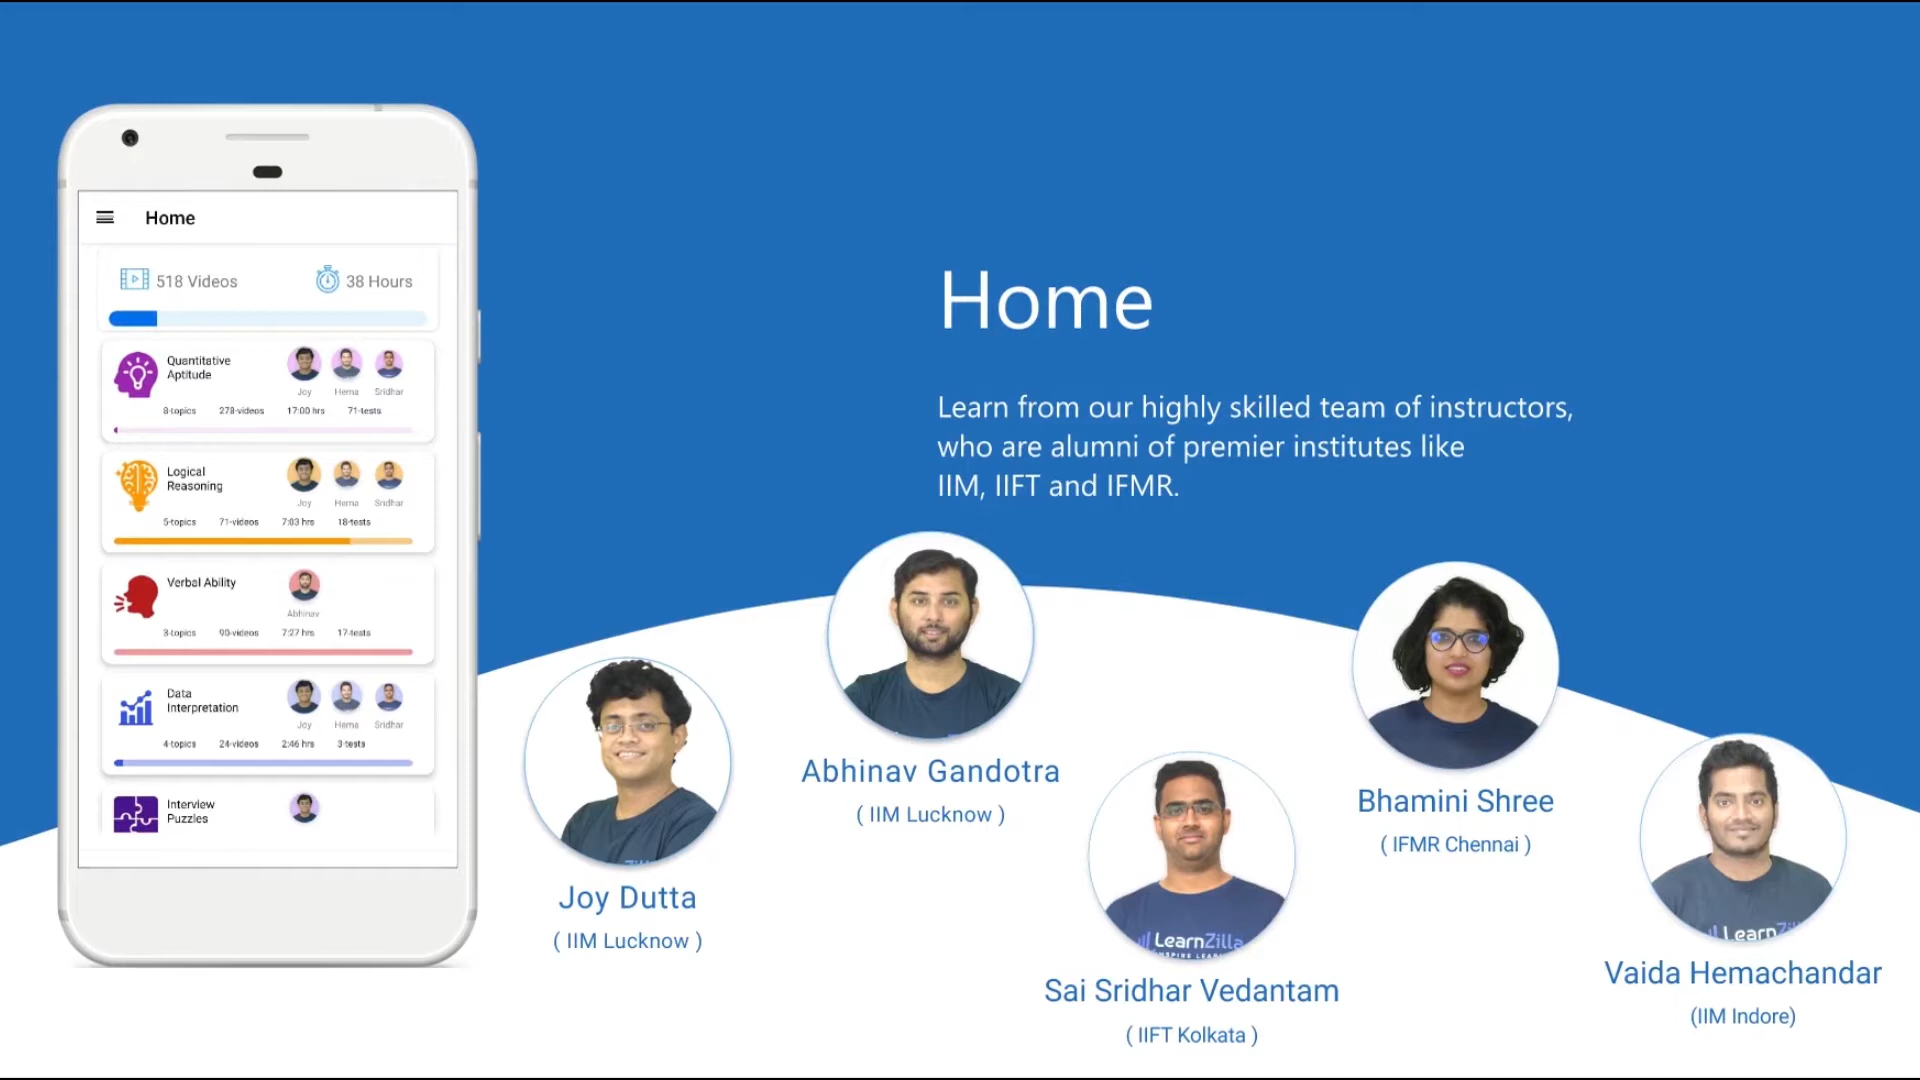 Home
518 Videos
38 Hours
Quantitative
Aptitude
Joy
Hema
Sridhar
8-topics
278-videos
17:00 hrs
71-tests
Logical
Reasoning
Joy
Hema
Sridhar
5-topics
71-videos
7:03 hrs
18-tests
Verbal Ability
Abhinav
3-topics
90-videos
7:27 hrs
17-tests
Data
Interpretation
Joy
Hema
Sridhar
4-topics
24-videos
2:46 hrs
3-tests
Interview
Puzzles
Home
Learn from our highly skilled team of instructors,
who are alumni of premier institutes like
IIM, IIFT and IFMR.
Joy Dutta
( IIM Lucknow )
Abhinav Gandotra
( IIM Lucknow )
LearnZilla
Sai Sridhar Vedantam
( IIFT Kolkata )
Bhamini Shree
( IFMR Chennai )
Vaida Hemachandar
(IIM Indore)